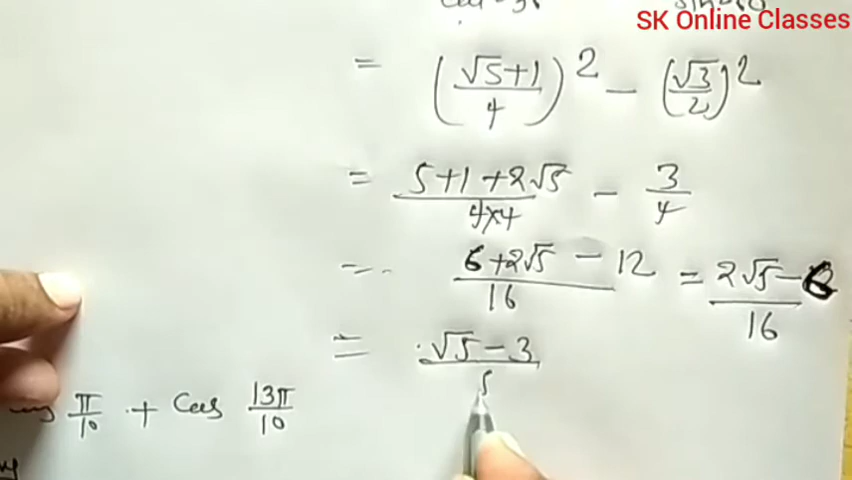 SK Online Classes
= (√5+1/4)² − (√3/2)²
= 5+1+2√5/4×4 − 3/4
= 6+2√5 − 12/16 = 2√5−6/16
= √5−3
π/10 + Cos 13π/10